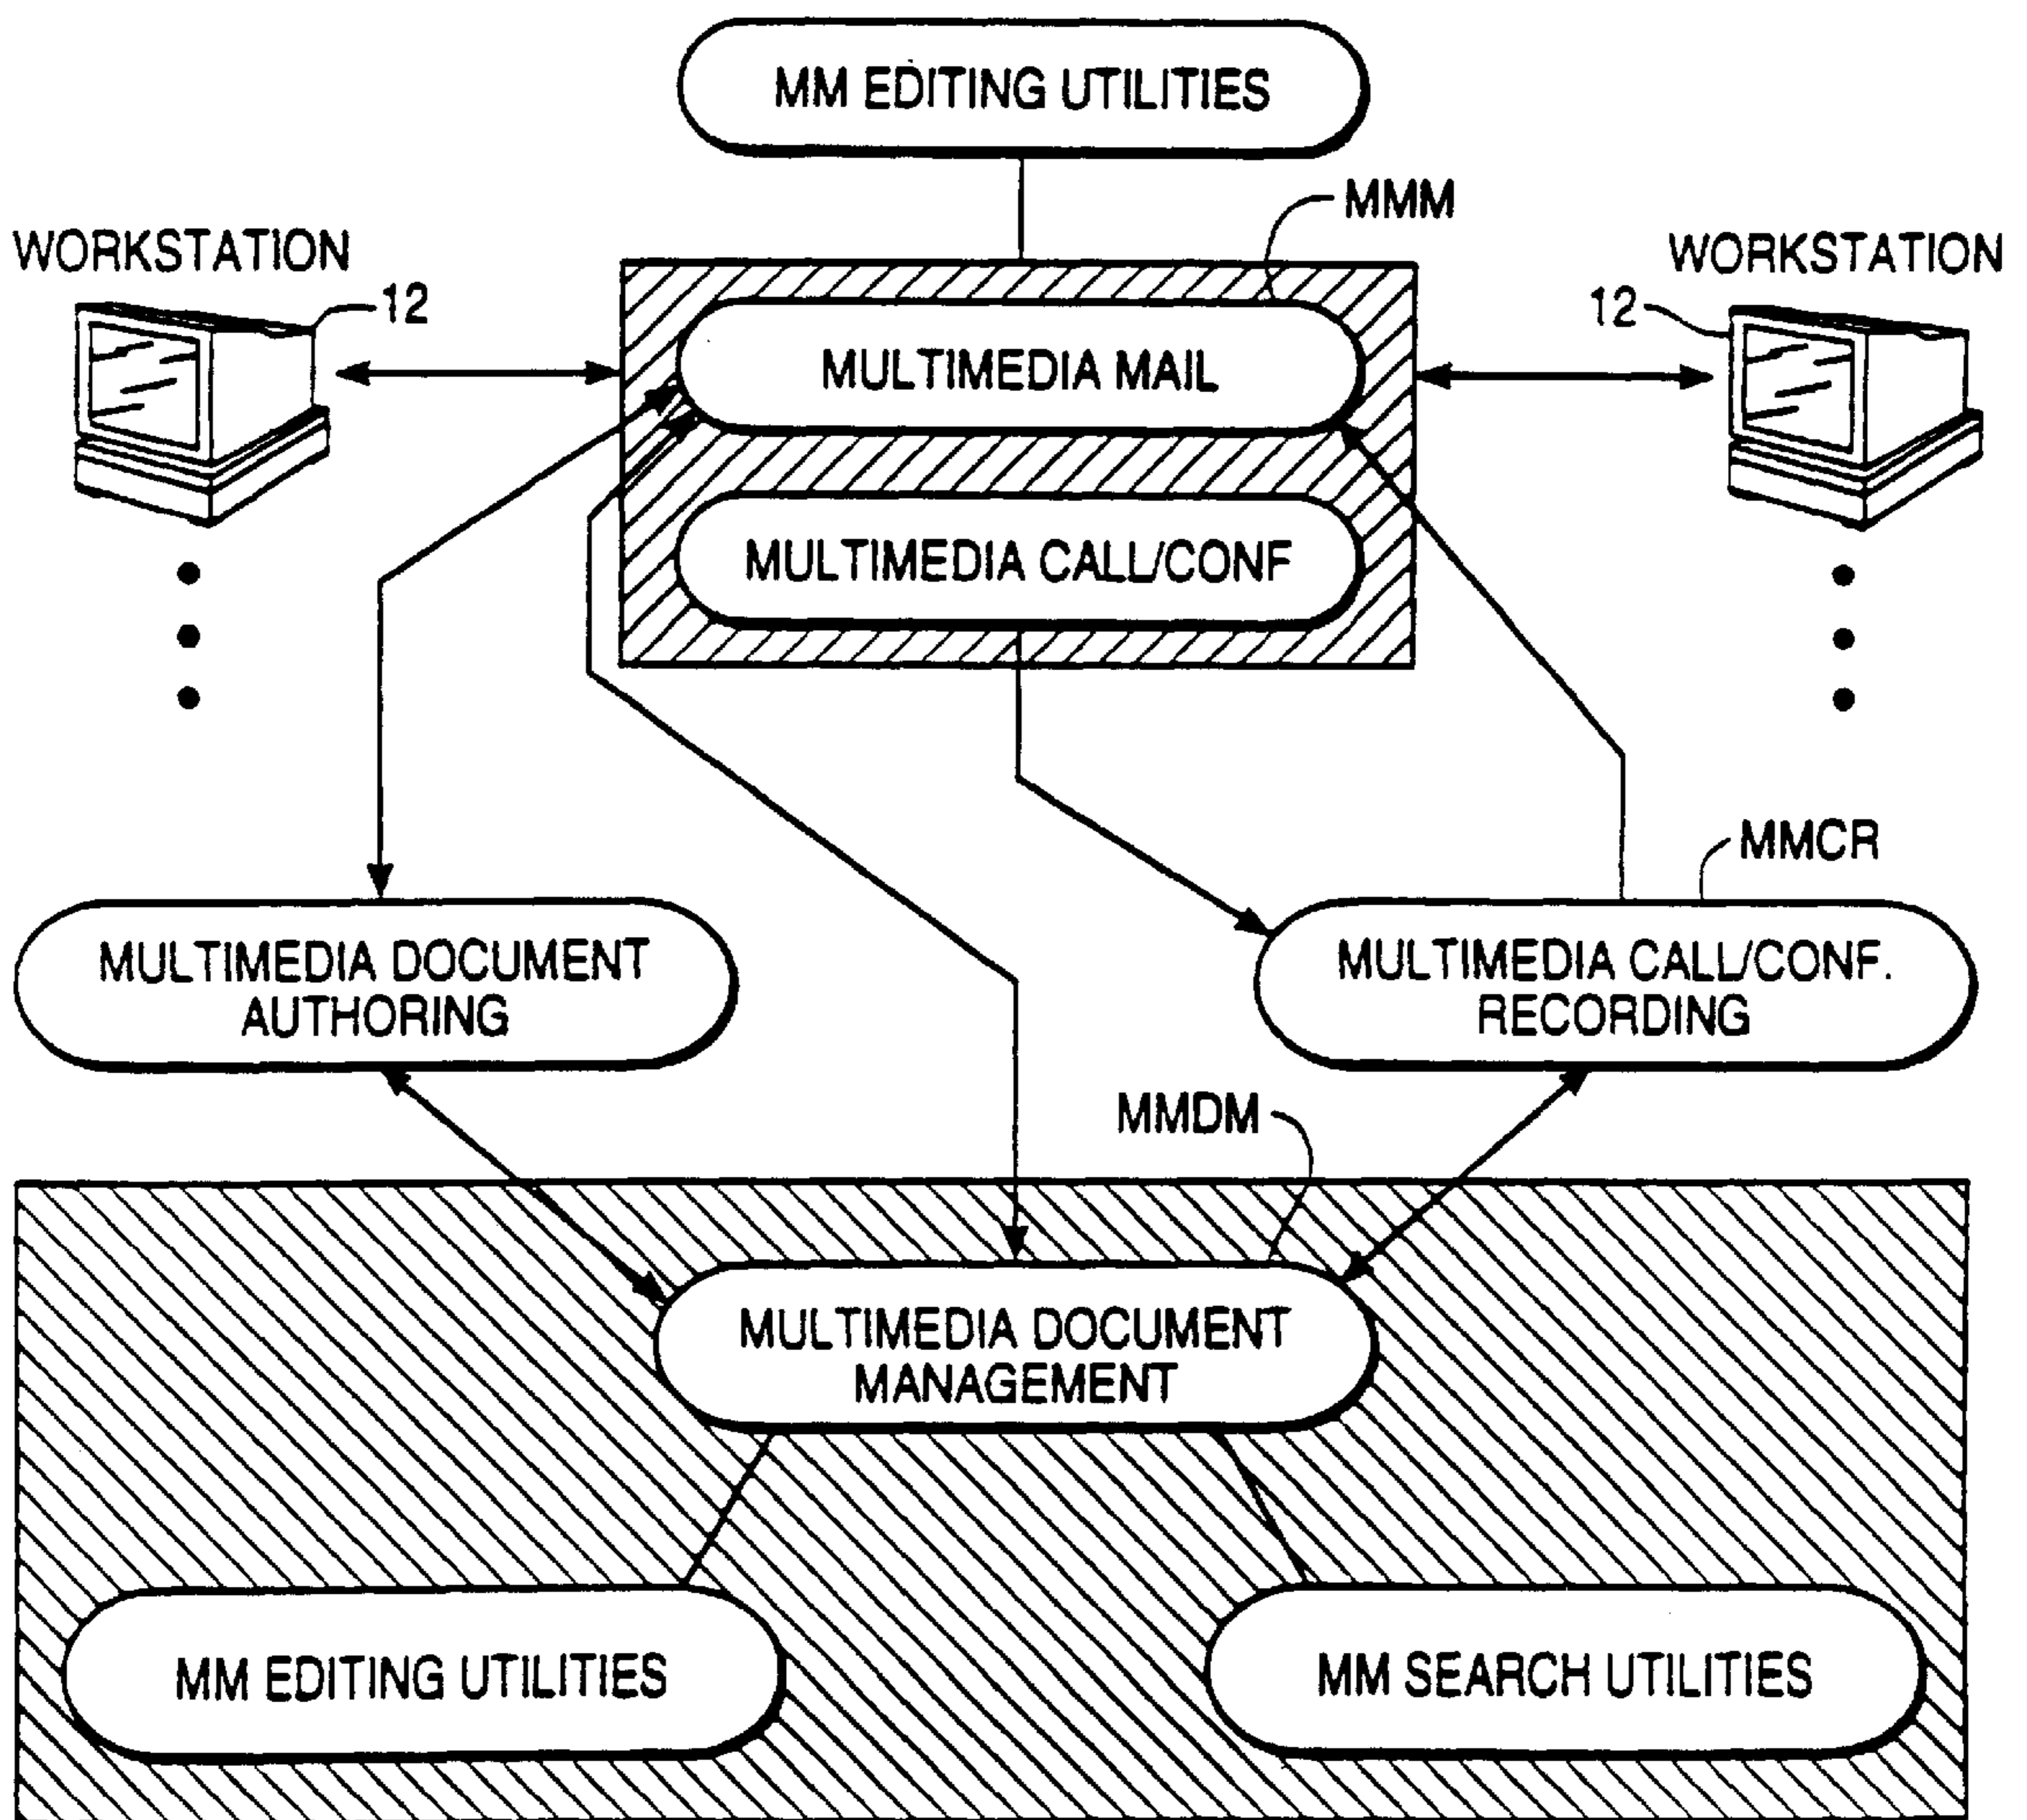 MM EDITING UTILITIES
MMM
WORKSTATION
WORKSTATION
12
12
MULTIMEDIA MAIL
MULTIMEDIA CALL/CONF
MMCR
MULTIMEDIA DOCUMENT
AUTHORING
MULTIMEDIA CALL/CONF.
RECORDING
MMDM
MULTIMEDIA DOCUMENT
MANAGEMENT
MM EDITING UTILITIES
MM SEARCH UTILITIES